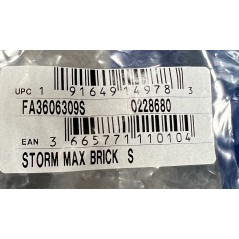 UPC 1 91649 14978 3
FA3606309S 0228680
EAN 3 665771 110104
STORM MAX BRICK S